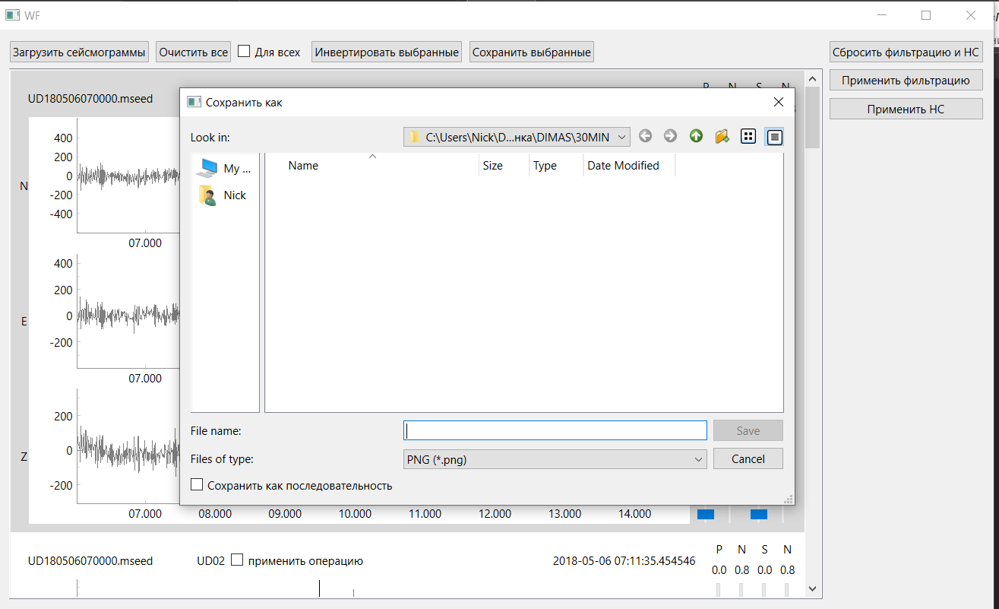 WF
Загрузить сейсмограммы Очистить все Для всех Инвертировать выбранные Сохранить выбранные Сбросить фильтрацию и НС
Применить фильтрацию
Применить НС
P N S N
UD180506070000.mseed
Сохранить как
Look in: C:\Users\Nick\D...нка\DIMAS\30MIN
My ...
Nick
Name Size Type Date Modified
File name: Save
Files of type: PNG (*.png) Cancel
Сохранить как последовательность
N
400
200
0
-200
-400
07.000
E
400
200
0
-200
07.000
Z
200
0
-200
07.000 08.000 09.000 10.000 11.000 12.000 13.000 14.000
UD180506070000.mseed UD02 применить операцию 2018-05-06 07:11:35.454546
P N S N
0.0 0.8 0.0 0.8